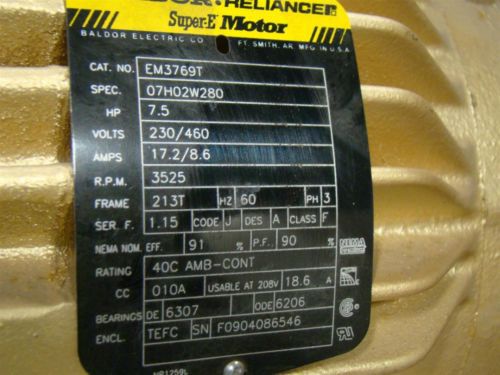 RELIANCE
Super-E Motor
BALDOR ELECTRIC CO FT. SMITH, AR. MFG. IN U.S.A.
CAT. NO. EM3769T
SPEC. 07H02W280
HP 7.5
VOLTS 230/460
AMPS 17.2/8.6
R.P.M. 3525
FRAME 213T HZ 60 PH 3
SER. F. 1.15 CODE J DES A CLASS F
NEMA NOM. EFF. 91 % P.F. 90 %
RATING 40C AMB-CONT
CC 010A USABLE AT 208V 18.6 A
BEARINGS DE 6307 ODE 6206
ENCL. TEFC SN F0904086546
NP1259L